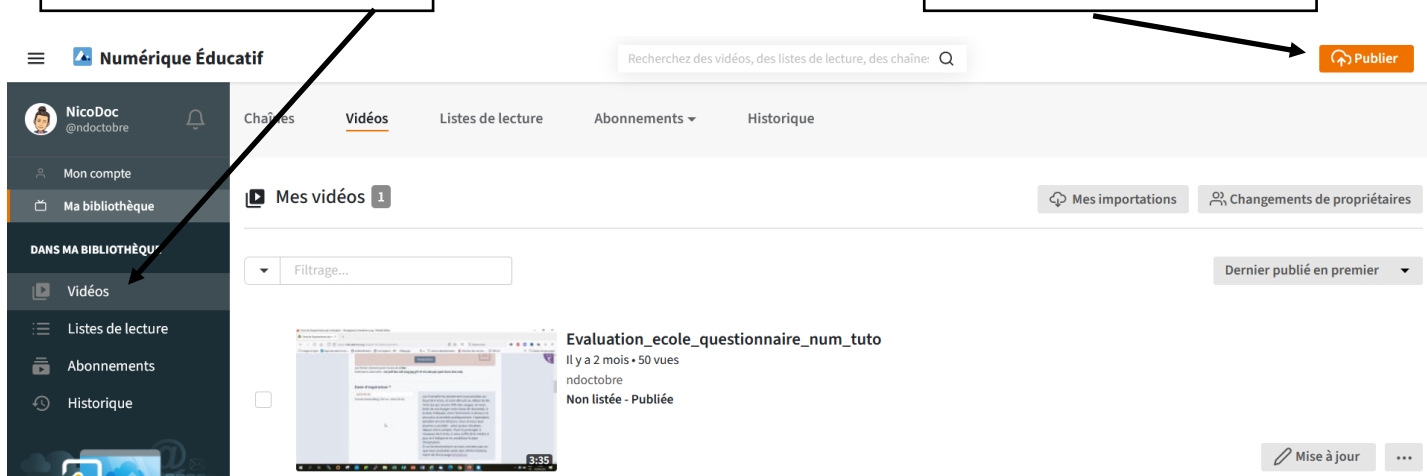 Numérique Éducatif
Recherchez des vidéos, des listes de lecture, des chaîne
Publier
NicoDoc
@ndoctobre
Chaînes Vidéos Listes de lecture Abonnements Historique
Mon compte
Ma bibliothèque
Mes vidéos 1
Mes importations
Changements de propriétaires
DANS MA BIBLIOTHÈQUE
Filtrage...
Dernier publié en premier
Vidéos
Listes de lecture
Abonnements
Historique
Evaluation_ecole_questionnaire_num_tuto
Il y a 2 mois • 50 vues
ndoctobre
Non listée - Publiée
3:35
Mise à jour
...